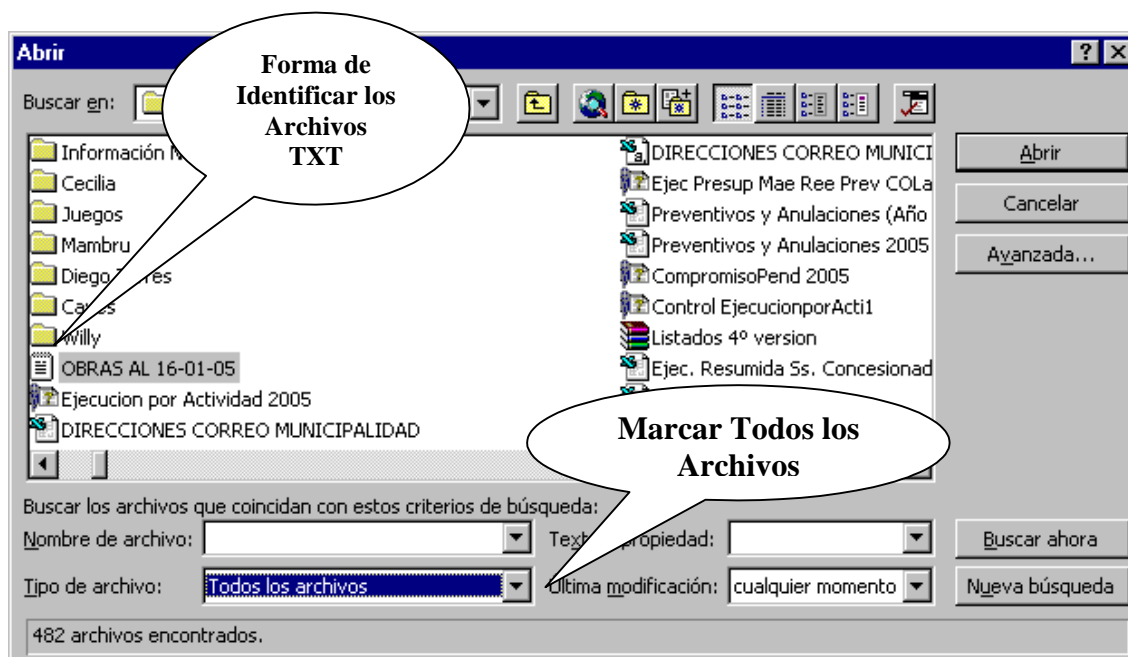 Abrir
Forma de
Identificar los
Archivos
TXT
Buscar en:
Información
Cecilia
Juegos
Mambru
Diego
Willy
OBRAS AL 16-01-05
Ejecucion por Actividad 2005
DIRECCIONES CORREO MUNICIPALIDAD
DIRECCIONES CORREO MUNICI
Ejec Presup Mae Ree Prev COLa
Preventivos y Anulaciones (Año
Preventivos y Anulaciones 2005
CompromisoPend 2005
Control EjecucionporActi1
Listados 4º version
Ejec. Resumida Ss. Concesionad
Abrir
Cancelar
Avanzada...
Marcar Todos los
Archivos
Buscar los archivos que coincidan con estos criterios de búsqueda:
Nombre de archivo:
propiedad:
Buscar ahora
Tipo de archivo: Todos los archivos
Última modificación: cualquier momento
Nueva búsqueda
482 archivos encontrados.